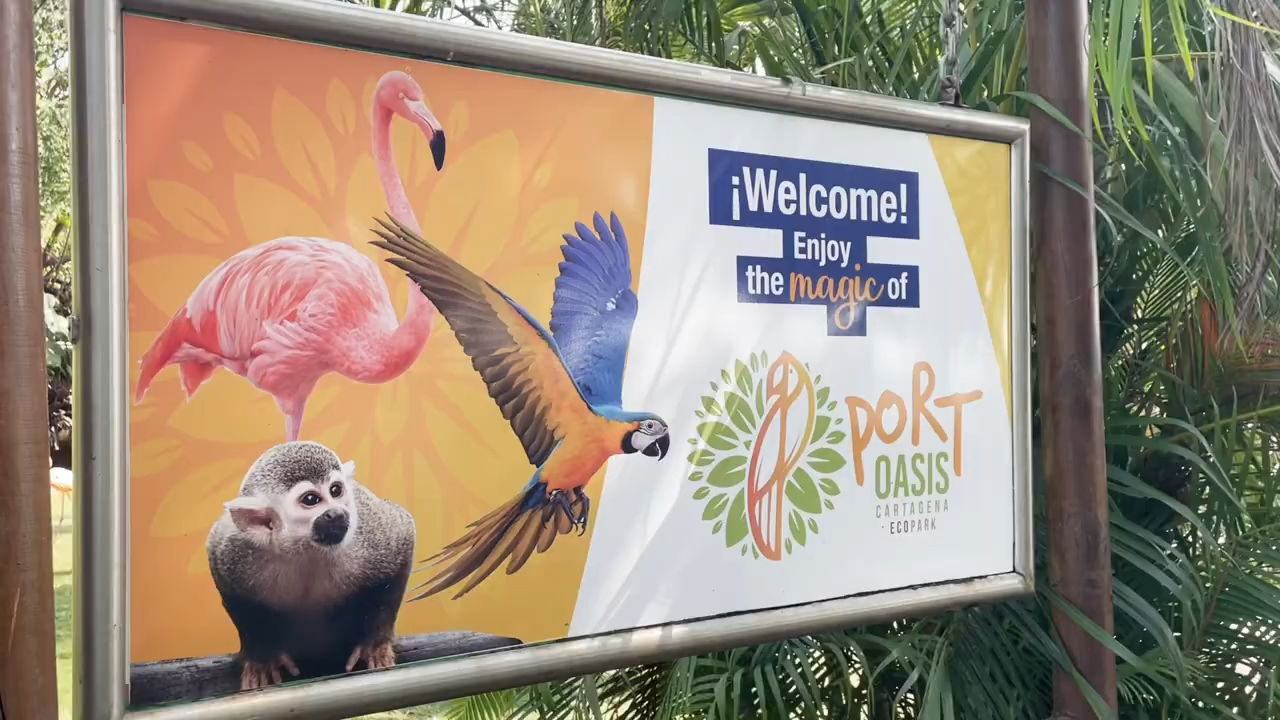 ¡Welcome!
Enjoy
the magic of
PORT
OASIS
CARTAGENA
- ECOPARK